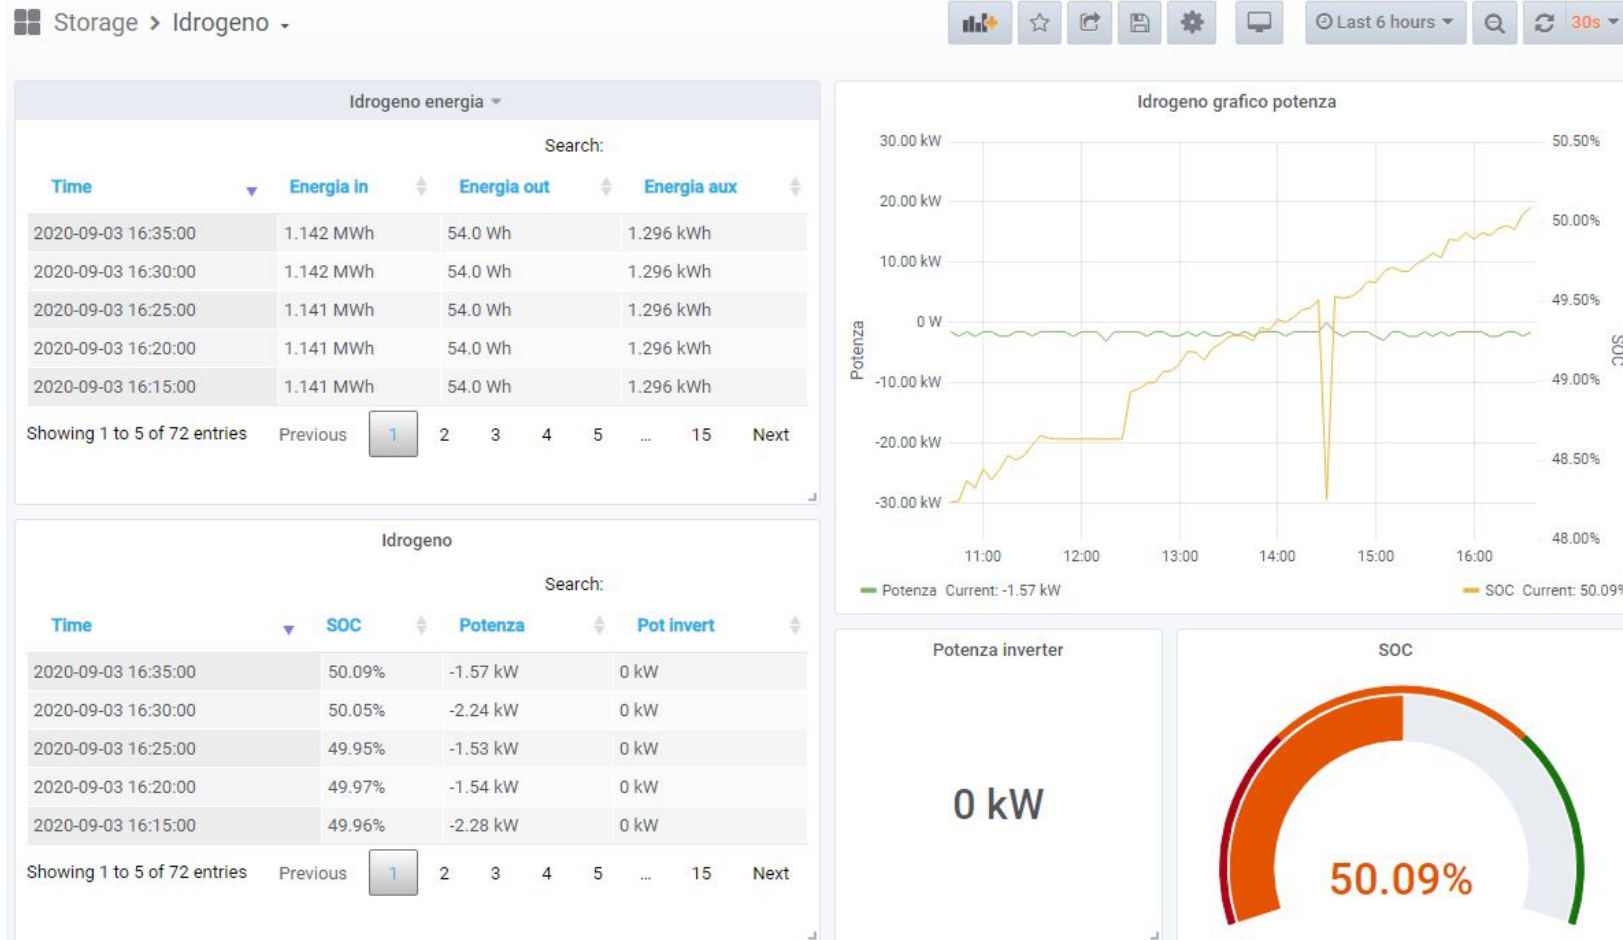 Storage > Idrogeno
Last 6 hours
30s
Idrogeno energia
Search:
Time Energia in Energia out Energia aux
2020-09-03 16:35:00 1.142 MWh 54.0 Wh 1.296 kWh
2020-09-03 16:30:00 1.142 MWh 54.0 Wh 1.296 kWh
2020-09-03 16:25:00 1.141 MWh 54.0 Wh 1.296 kWh
2020-09-03 16:20:00 1.141 MWh 54.0 Wh 1.296 kWh
2020-09-03 16:15:00 1.141 MWh 54.0 Wh 1.296 kWh
Showing 1 to 5 of 72 entries Previous 1 2 3 4 5 ... 15 Next
Idrogeno
Search:
Time SOC Potenza Pot invert
2020-09-03 16:35:00 50.09% -1.57 kW 0 kW
2020-09-03 16:30:00 50.05% -2.24 kW 0 kW
2020-09-03 16:25:00 49.95% -1.53 kW 0 kW
2020-09-03 16:20:00 49.97% -1.54 kW 0 kW
2020-09-03 16:15:00 49.96% -2.28 kW 0 kW
Showing 1 to 5 of 72 entries Previous 1 2 3 4 5 ... 15 Next
Idrogeno grafico potenza
30.00 kW
20.00 kW
10.00 kW
0 W
-10.00 kW
-20.00 kW
-30.00 kW
Potenza
50.50%
50.00%
49.50%
49.00%
48.50%
48.00%
SOC
11:00 12:00 13:00 14:00 15:00 16:00
Potenza Current: -1.57 kW
SOC Current: 50.09%
Potenza inverter
0 kW
SOC
50.09%